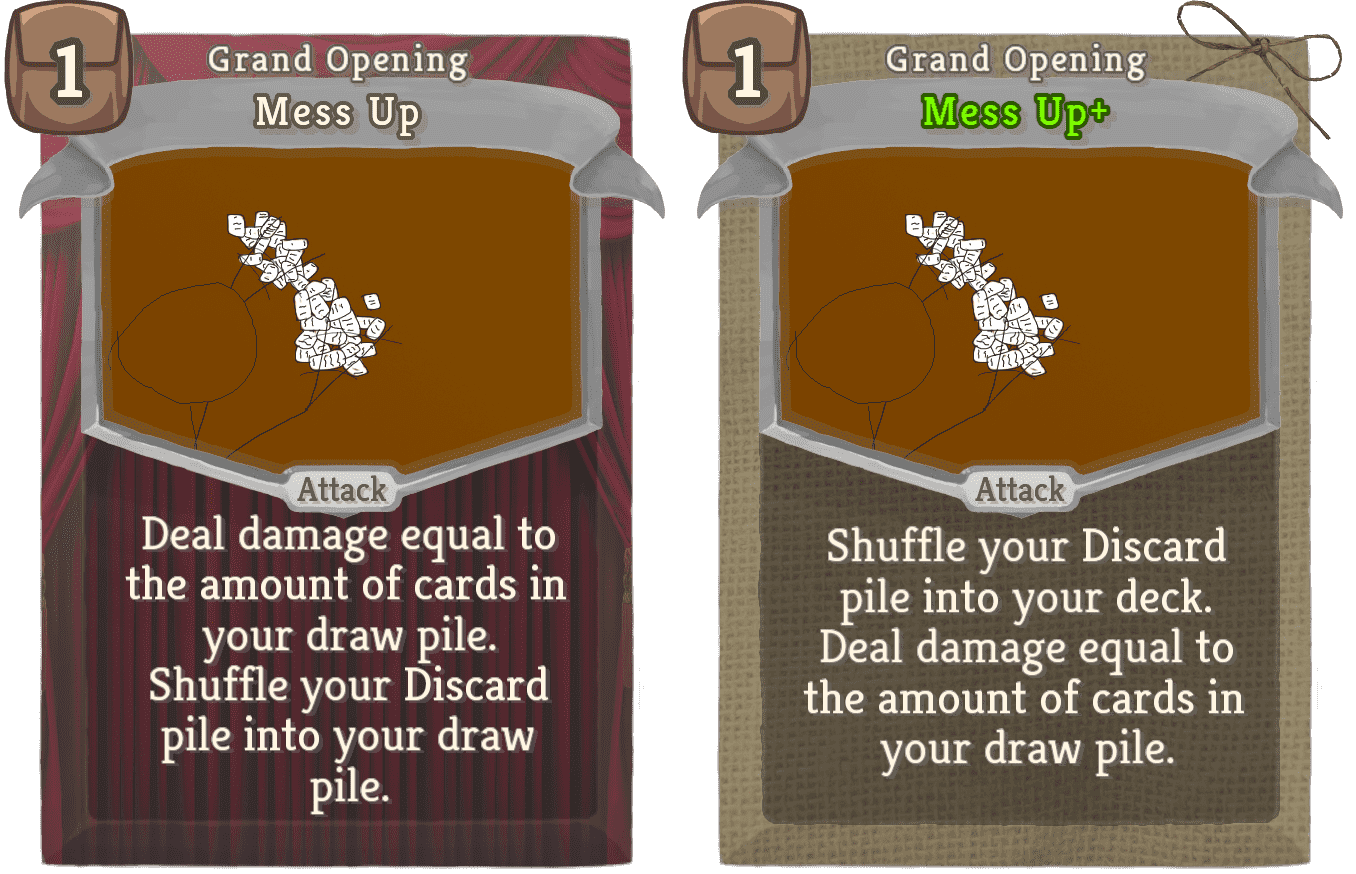 1
Grand Opening
Mess Up
Attack
Deal damage equal to
the amount of cards in
your draw pile.
Shuffle your Discard
pile into your draw
pile.
1
Grand Opening
Mess Up+
Attack
Shuffle your Discard
pile into your deck.
Deal damage equal to
the amount of cards in
your draw pile.